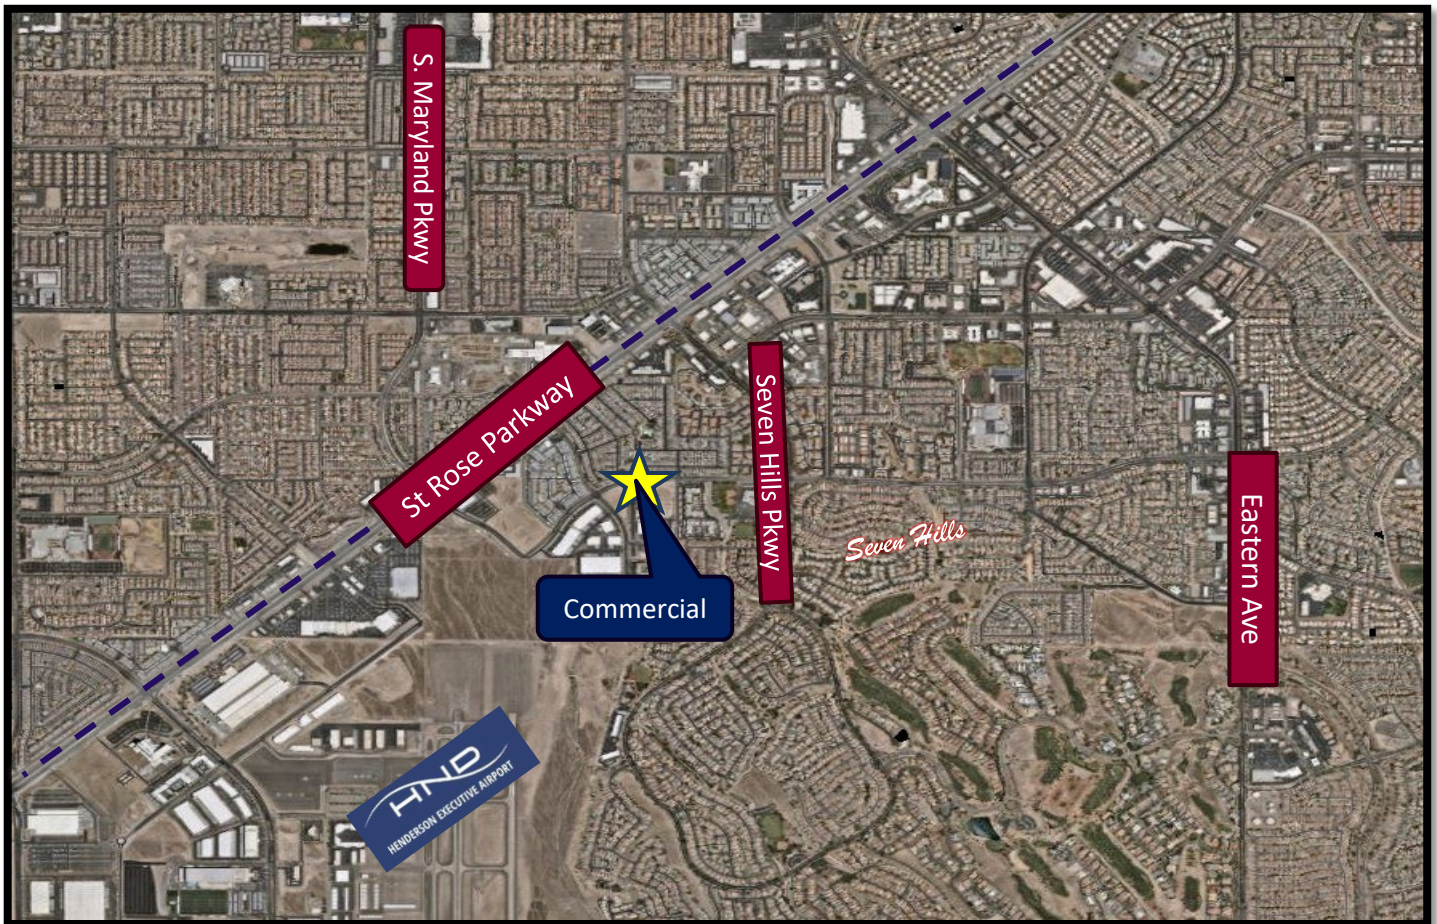 S. Maryland Pkwy
St Rose Parkway
Seven Hills Pkwy
Seven Hills
Eastern Ave
Commercial
HND
HENDERSON EXECUTIVE AIRPORT